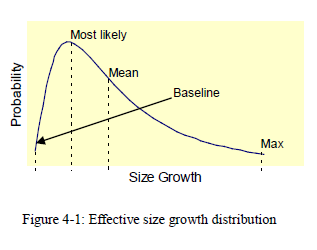 Most likely
Mean
Baseline
Probability
Max
Size Growth
Figure 4-1: Effective size growth distribution